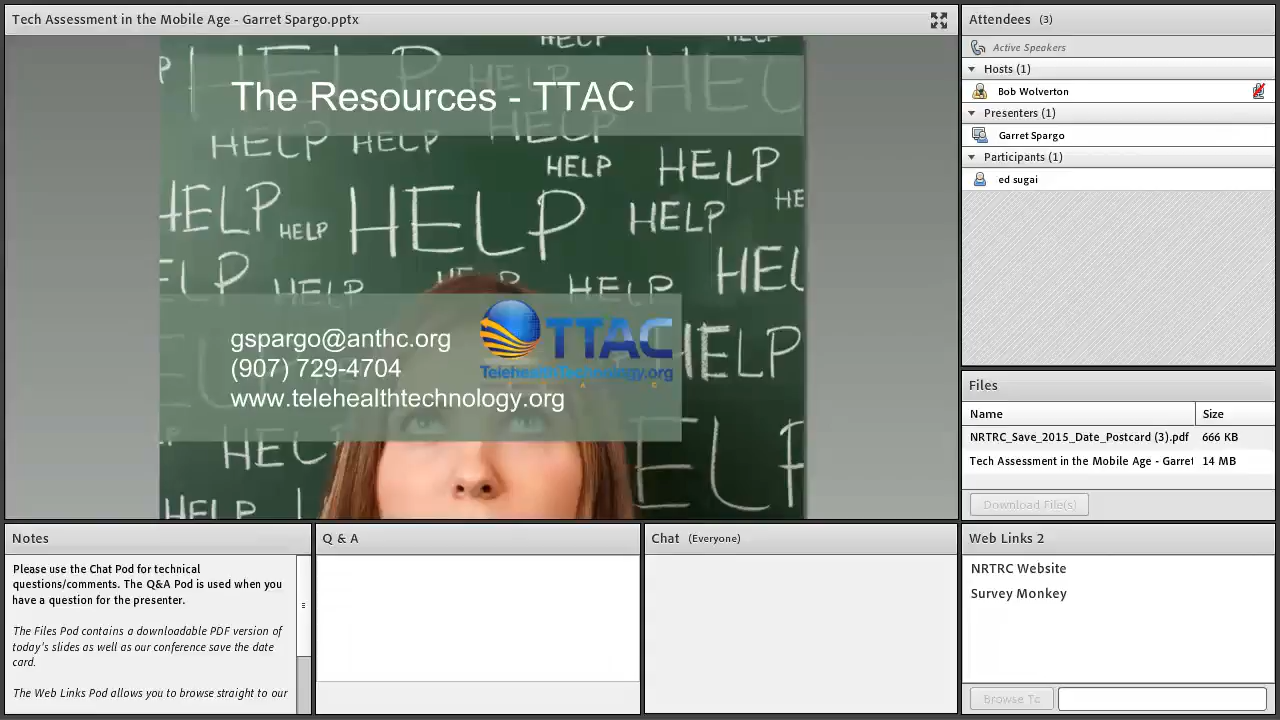 Tech Assessment in the Mobile Age - Garret Spargo.pptx
The Resources - TTAC
HELP HELP
HELP HELP
HELP HELP HELP HELP
HELP HELP
gspargo@anthc.org
(907) 729-4704
www.telehealthtechnology.org
TTAC
TelehealthTechnology.org
HELP
HELP
Attendees (3)
Active Speakers
Hosts (1)
Bob Wolverton
Presenters (1)
Garret Spargo
Participants (1)
ed sugai
Files
Name Size
NRTRC_Save_2015_Date_Postcard (3).pdf 666 KB
Tech Assessment in the Mobile Age - Garret 14 MB
Download File(s)
Notes
Please use the Chat Pod for technical
questions/comments. The Q&A Pod is used when you
have a question for the presenter.
The Files Pod contains a downloadable PDF version of
today's slides as well as our conference save the date
card.
The Web Links Pod allows you to browse straight to our
Q & A
Chat (Everyone)
Web Links 2
NRTRC Website
Survey Monkey
Browse To